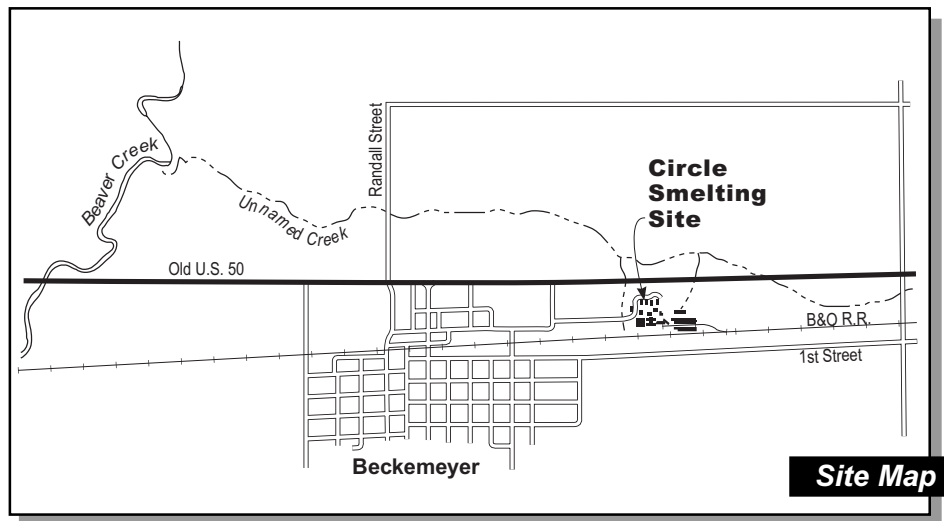 Randall Street
Beaver Creek
Circle
Smelting
Site
Unnamed Creek
Old U.S. 50
B&O R.R.
1st Street
Beckemeyer
Site Map